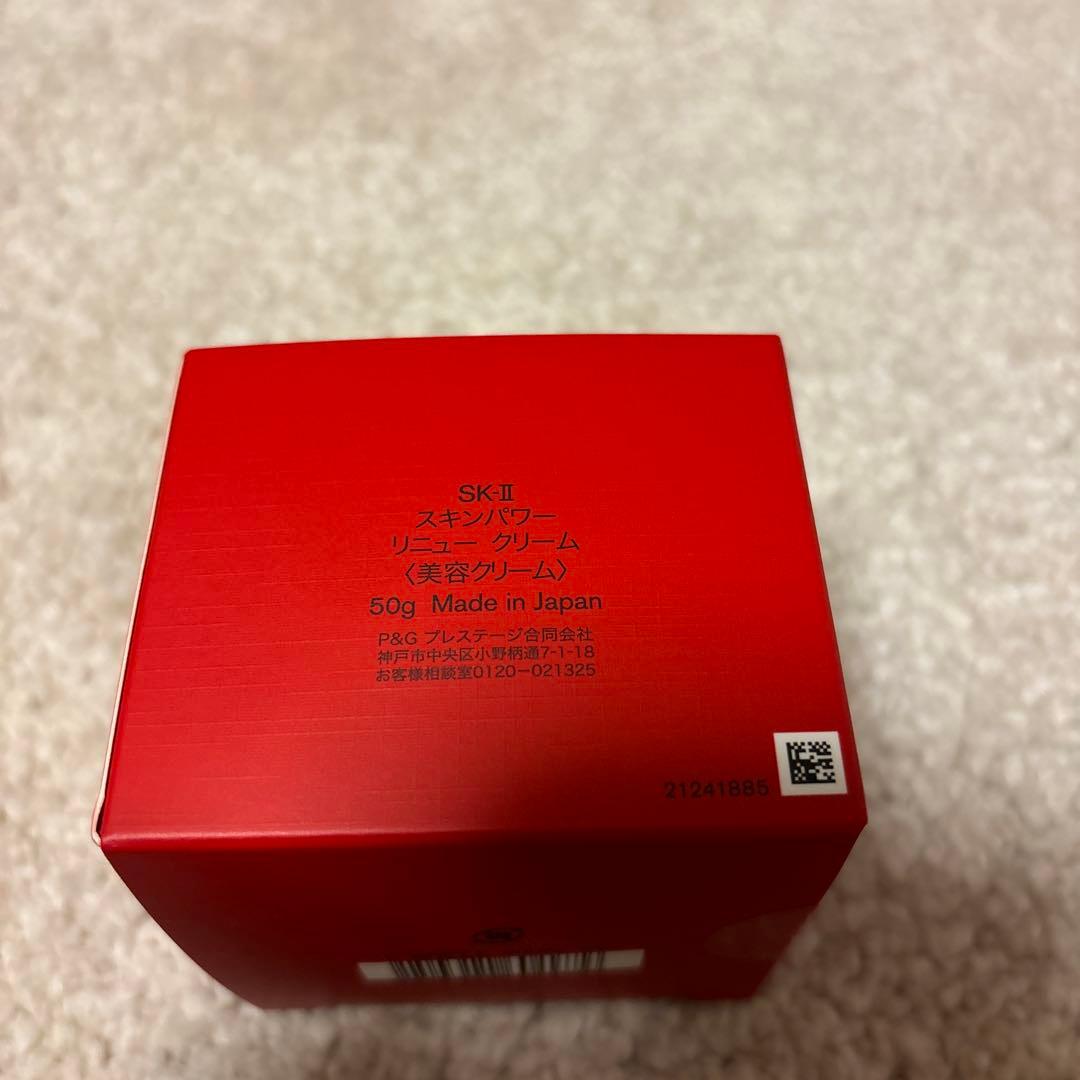 SK-Ⅱ
スキンパワー
リニュー クリーム
〈美容クリーム〉
50g Made in Japan
P&G プレステージ合同会社
神戸市中央区小野柄通7-1-18
お客様相談室0120-021325
21241885